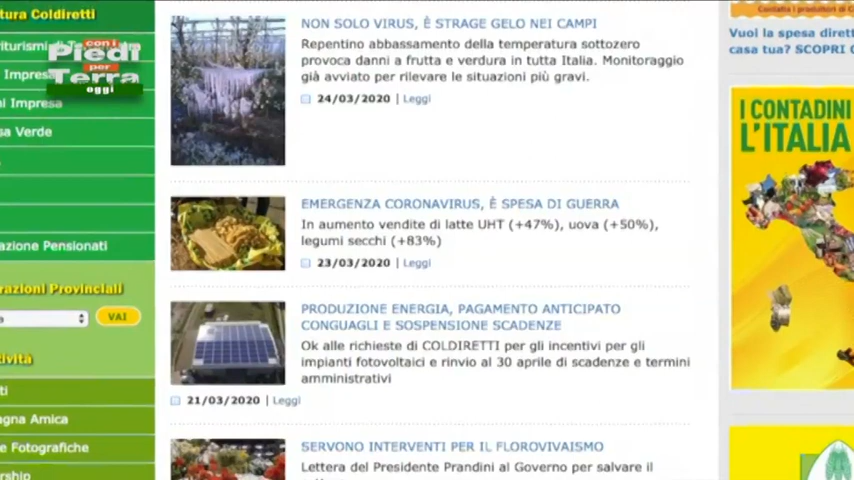 tura Coldiretti
con i
Piedi
per
Terra
oggi
Impresa
sa Verde
azione Pensionati
razioni Provinciali
VAI
tività
ti
agna Amica
e Fotografiche
ership
NON SOLO VIRUS, È STRAGE GELO NEI CAMPI
Repentino abbassamento della temperatura sottozero
provoca danni a frutta e verdura in tutta Italia. Monitoraggio
già avviato per rilevare le situazioni più gravi.
24/03/2020 | Leggi
EMERGENZA CORONAVIRUS, È SPESA DI GUERRA
In aumento vendite di latte UHT (+47%), uova (+50%),
legumi secchi (+83%)
23/03/2020 | Leggi
PRODUZIONE ENERGIA, PAGAMENTO ANTICIPATO
CONGUAGLI E SOSPENSIONE SCADENZE
Ok alle richieste di COLDIRETTI per gli incentivi per gli
impianti fotovoltaici e rinvio al 30 aprile di scadenze e termini
amministrativi
21/03/2020 | Leggi
SERVONO INTERVENTI PER IL FLOROVIVAISMO
Lettera del Presidente Prandini al Governo per salvare il
Contatta i produttori di C
Vuoi la spesa dirett
casa tua? SCOPRI
I CONTADINI
L'ITALIA